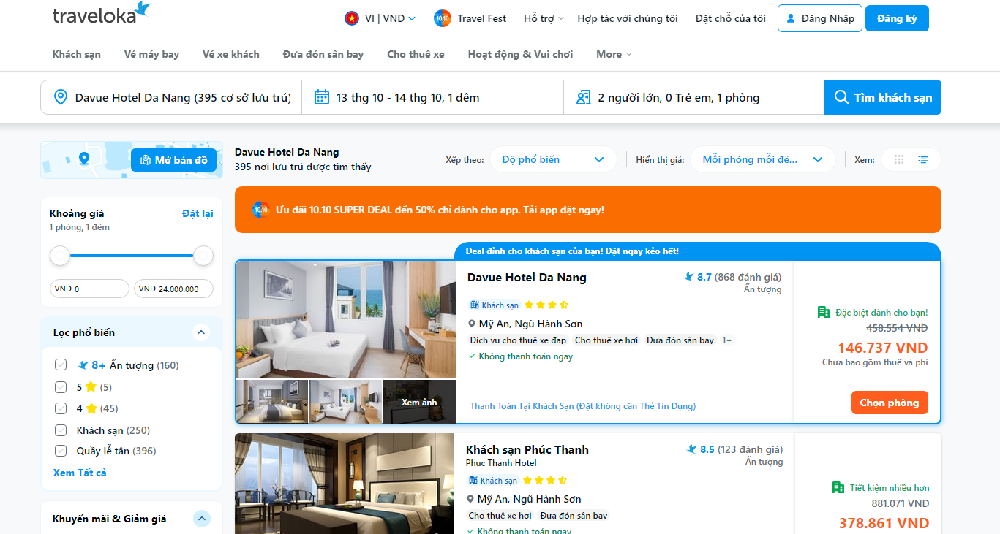 traveloka
VI | VND
10.10 Travel Fest
Hỗ trợ
Hợp tác với chúng tôi
Đặt chỗ của tôi
Đăng Nhập
Đăng ký
Khách sạn
Vé máy bay
Vé xe khách
Đưa đón sân bay
Cho thuê xe
Hoạt động & Vui chơi
More
Davue Hotel Da Nang (395 cơ sở lưu trú)
13 thg 10 - 14 thg 10, 1 đêm
2 người lớn, 0 Trẻ em, 1 phòng
Tìm khách sạn
Mở bản đồ
Davue Hotel Da Nang
395 nơi lưu trú được tìm thấy
Xếp theo:
Độ phổ biến
Hiển thị giá:
Mỗi phòng mỗi đê...
Xem:
Khoảng giá
Đặt lại
1 phòng, 1 đêm
VND 0
VND 24.000.000
Lọc phổ biến
8+ Ấn tượng (160)
5 (5)
4 (45)
Khách sạn (250)
Quầy lễ tân (396)
Xem Tất cả
Khuyến mãi & Giảm giá
10.10 Ưu đãi 10.10 SUPER DEAL đến 50% chỉ dành cho app. Tải app đặt ngay!
Deal đỉnh cho khách sạn của bạn! Đặt ngay kẻo hết!
Davue Hotel Da Nang
8.7 (868 đánh giá)
Ấn tượng
Khách sạn
Mỹ An, Ngũ Hành Sơn
Dịch vụ cho thuê xe đạp
Cho thuê xe hơi
Đưa đón sân bay
1+
Không thanh toán ngay
Xem ảnh
Thanh Toán Tại Khách Sạn (Đặt không cần Thẻ Tín Dụng)
Đặc biệt dành cho bạn!
458.554 VND
146.737 VND
Chưa bao gồm thuế và phí
Chọn phòng
Khách sạn Phúc Thanh
Phuc Thanh Hotel
8.5 (123 đánh giá)
Ấn tượng
Khách sạn
Mỹ An, Ngũ Hành Sơn
Cho thuê xe hơi
Đưa đón sân bay
Không thanh toán ngay
Tiết kiệm nhiều hơn
881.071 VND
378.861 VND